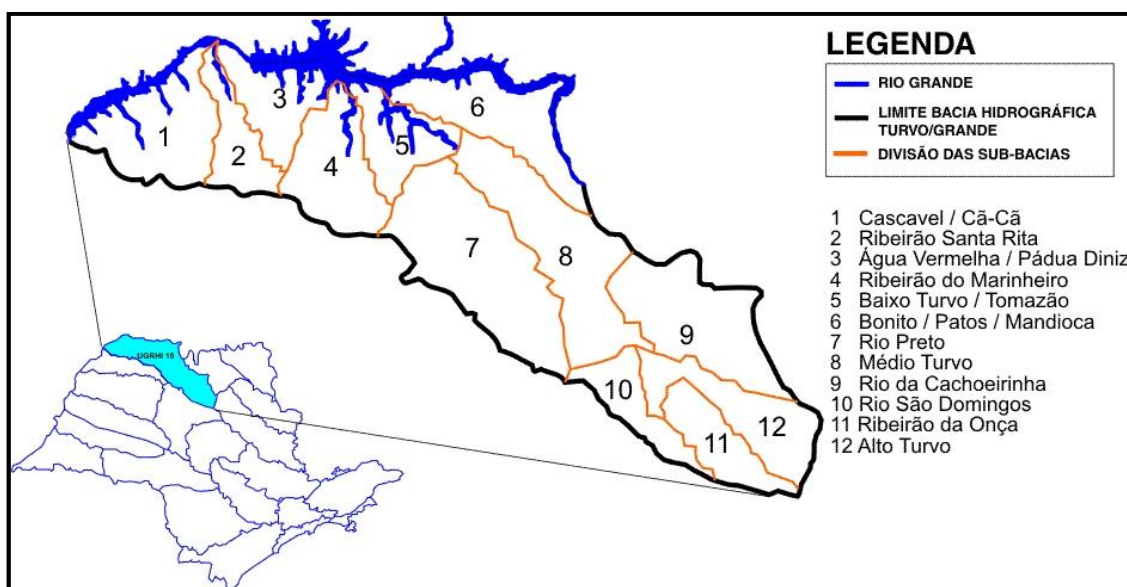 LEGENDA
RIO GRANDE
LIMITE BACIA HIDROGRÁFICA
TURVO/GRANDE
DIVISÃO DAS SUB-BACIAS
1 Cascavel / Cã-Cã
2 Ribeirão Santa Rita
3 Água Vermelha / Pádua Diniz
4 Ribeirão do Marinheiro
5 Baixo Turvo / Tomazão
6 Bonito / Patos / Mandioca
7 Rio Preto
8 Médio Turvo
9 Rio da Cachoeirinha
10 Rio São Domingos
11 Ribeirão da Onça
12 Alto Turvo
1
2
3
4
5
6
7
8
9
10
11
12
UGRHI 15